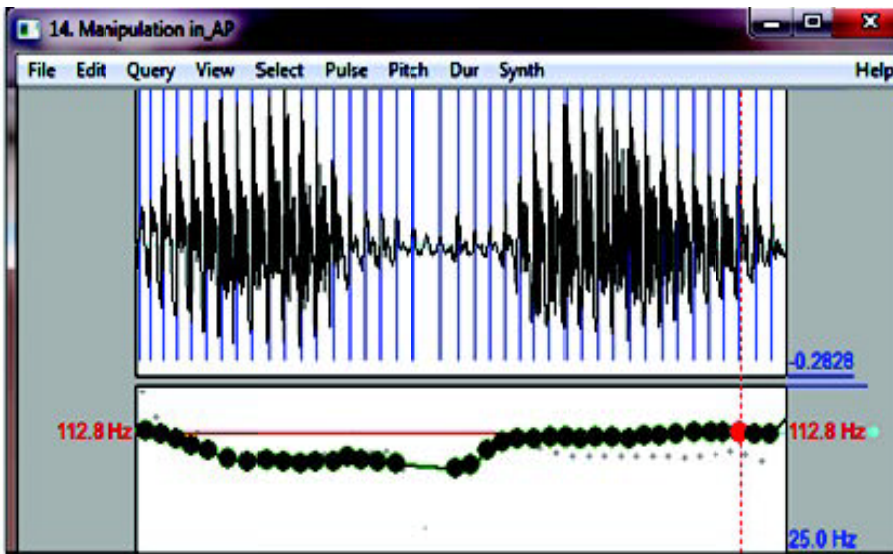 14. Manipulation in_AP
File Edit Query View Select Pulse Pitch Dur Synth Help
-0.2828
112.8 Hz 112.8 Hz
25.0 Hz